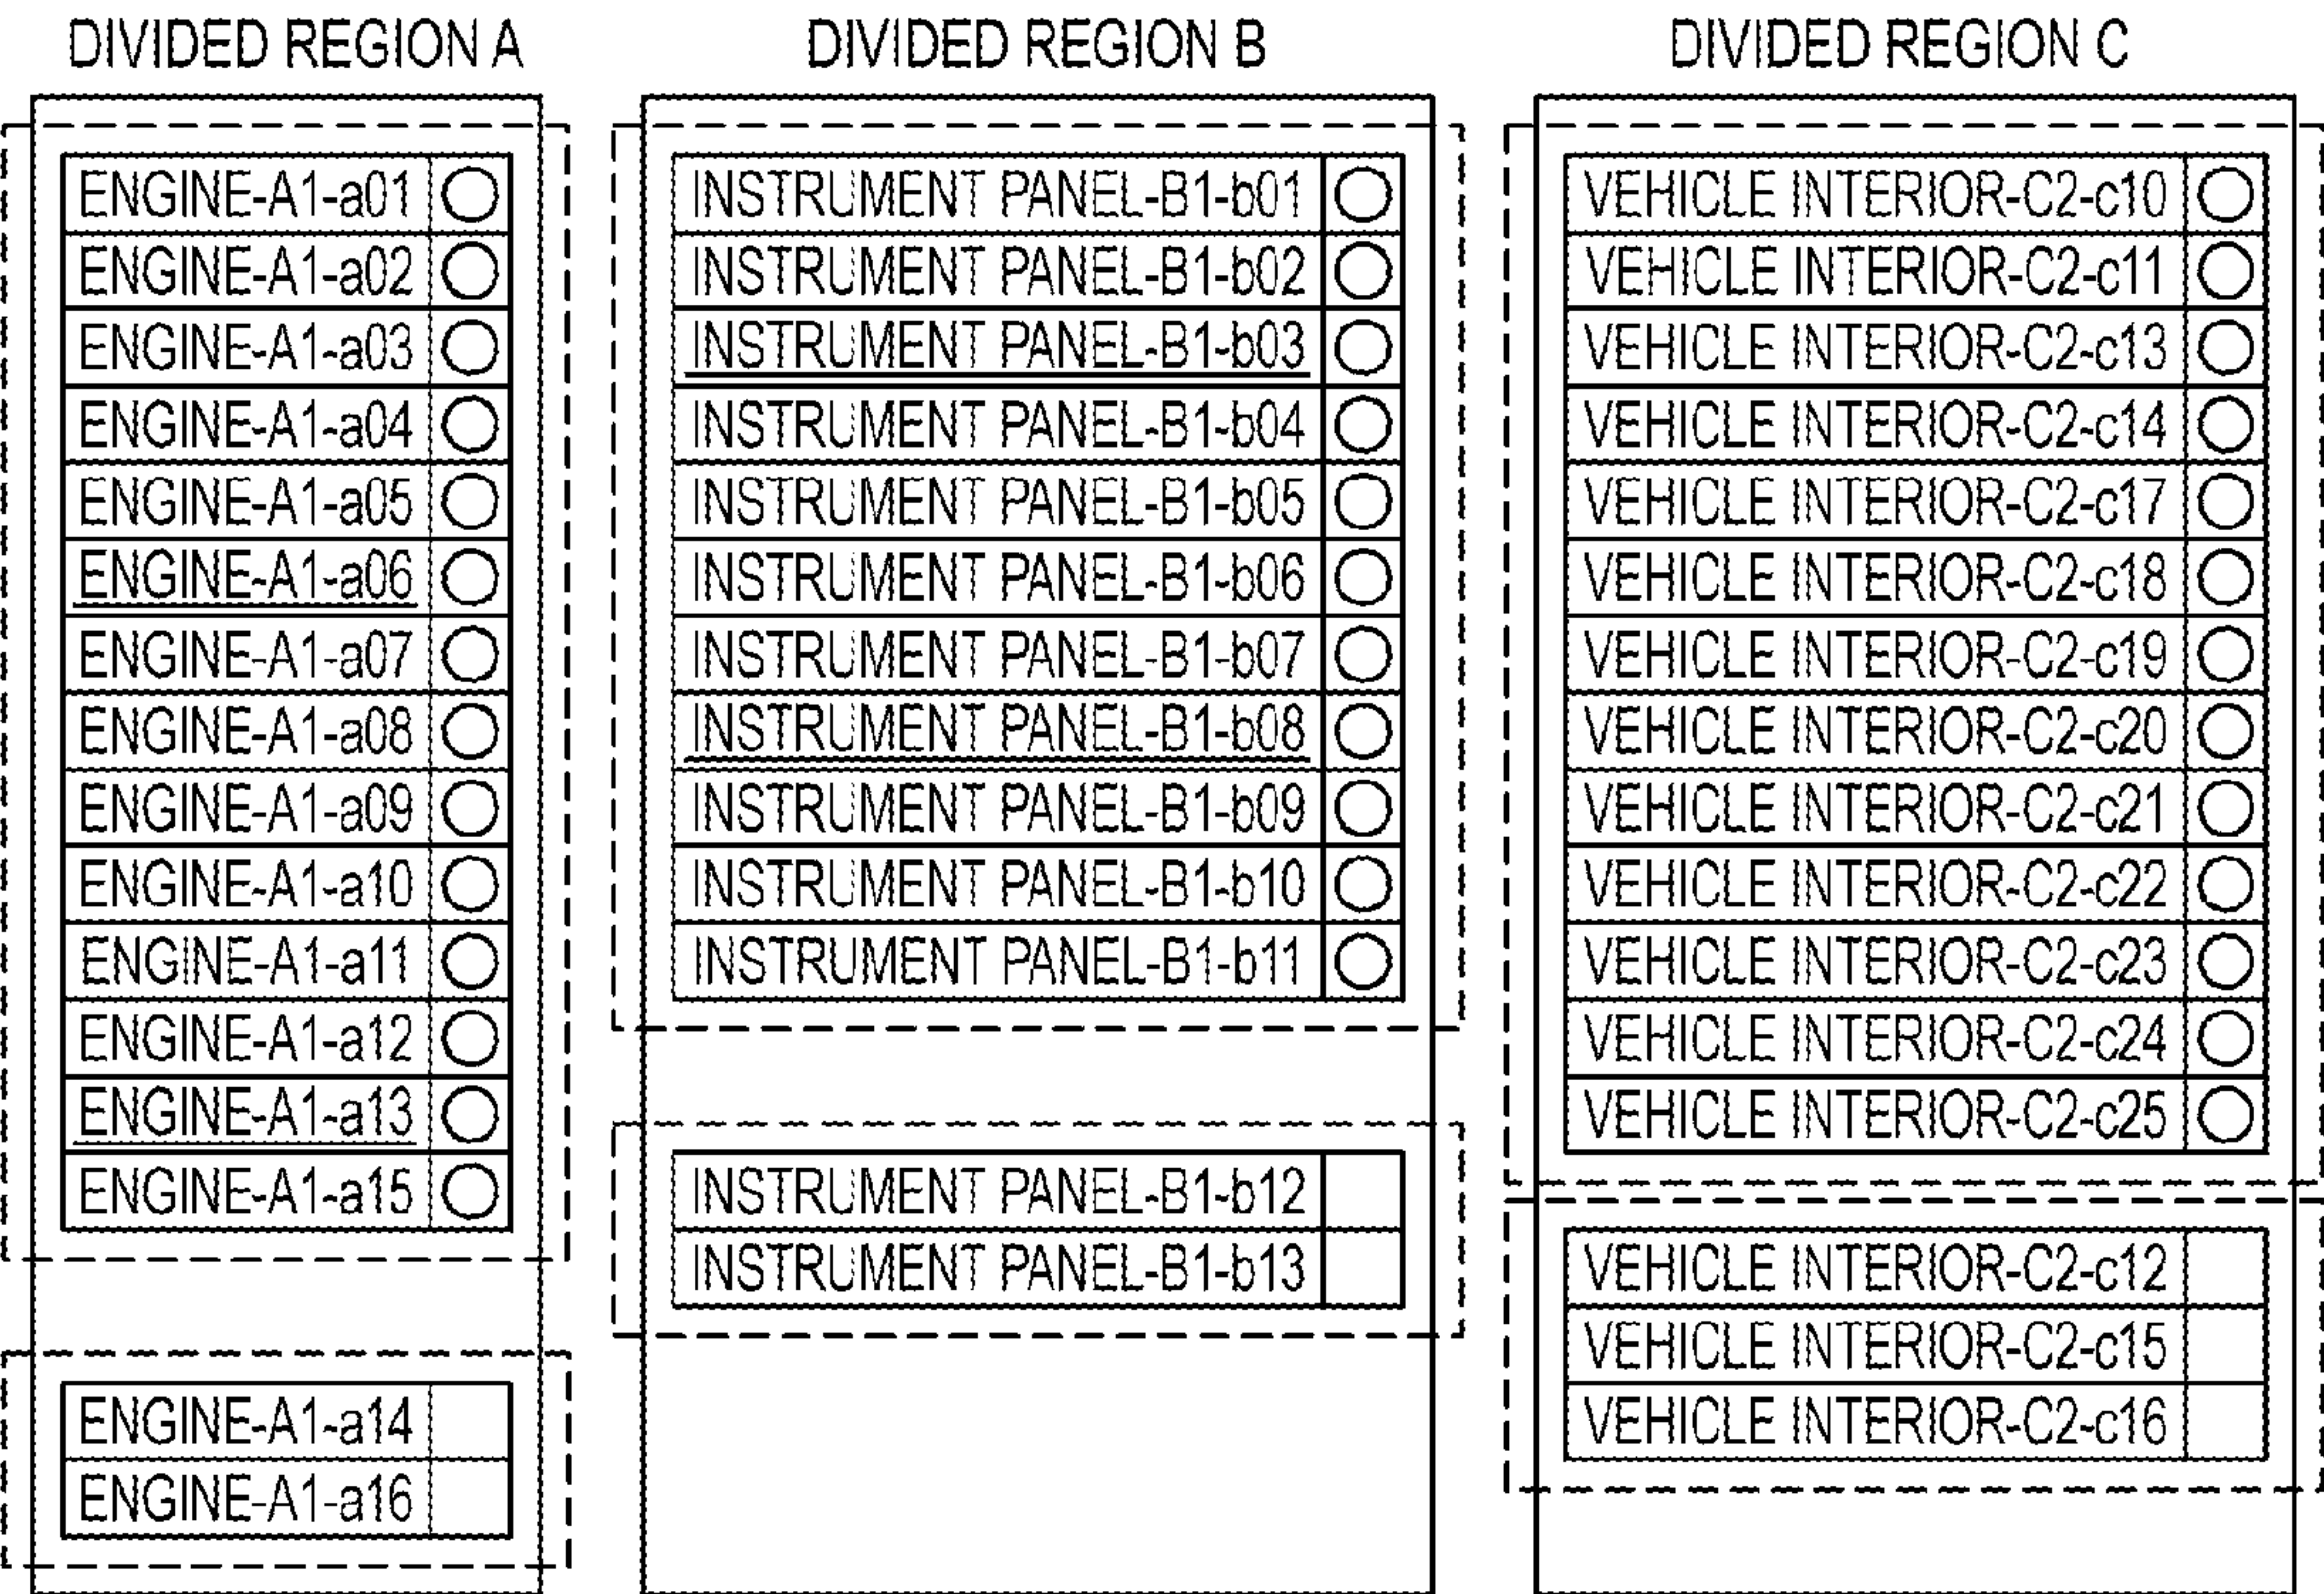 DIVIDED REGION A
ENGINE-A1-a01
ENGINE-A1-a02
ENGINE-A1-a03
ENGINE-A1-a04
ENGINE-A1-a05
ENGINE-A1-a06
ENGINE-A1-a07
ENGINE-A1-a08
ENGINE-A1-a09
ENGINE-A1-a10
ENGINE-A1-a11
ENGINE-A1-a12
ENGINE-A1-a13
ENGINE-A1-a15
ENGINE-A1-a14
ENGINE-A1-a16
DIVIDED REGION B
INSTRUMENT PANEL-B1-b01
INSTRUMENT PANEL-B1-b02
INSTRUMENT PANEL-B1-b03
INSTRUMENT PANEL-B1-b04
INSTRUMENT PANEL-B1-b05
INSTRUMENT PANEL-B1-b06
INSTRUMENT PANEL-B1-b07
INSTRUMENT PANEL-B1-b08
INSTRUMENT PANEL-B1-b09
INSTRUMENT PANEL-B1-b10
INSTRUMENT PANEL-B1-b11
INSTRUMENT PANEL-B1-b12
INSTRUMENT PANEL-B1-b13
DIVIDED REGION C
VEHICLE INTERIOR-C2-c10
VEHICLE INTERIOR-C2-c11
VEHICLE INTERIOR-C2-c13
VEHICLE INTERIOR-C2-c14
VEHICLE INTERIOR-C2-c17
VEHICLE INTERIOR-C2-c18
VEHICLE INTERIOR-C2-c19
VEHICLE INTERIOR-C2-c20
VEHICLE INTERIOR-C2-c21
VEHICLE INTERIOR-C2-c22
VEHICLE INTERIOR-C2-c23
VEHICLE INTERIOR-C2-c24
VEHICLE INTERIOR-C2-c25
VEHICLE INTERIOR-C2-c12
VEHICLE INTERIOR-C2-c15
VEHICLE INTERIOR-C2-c16